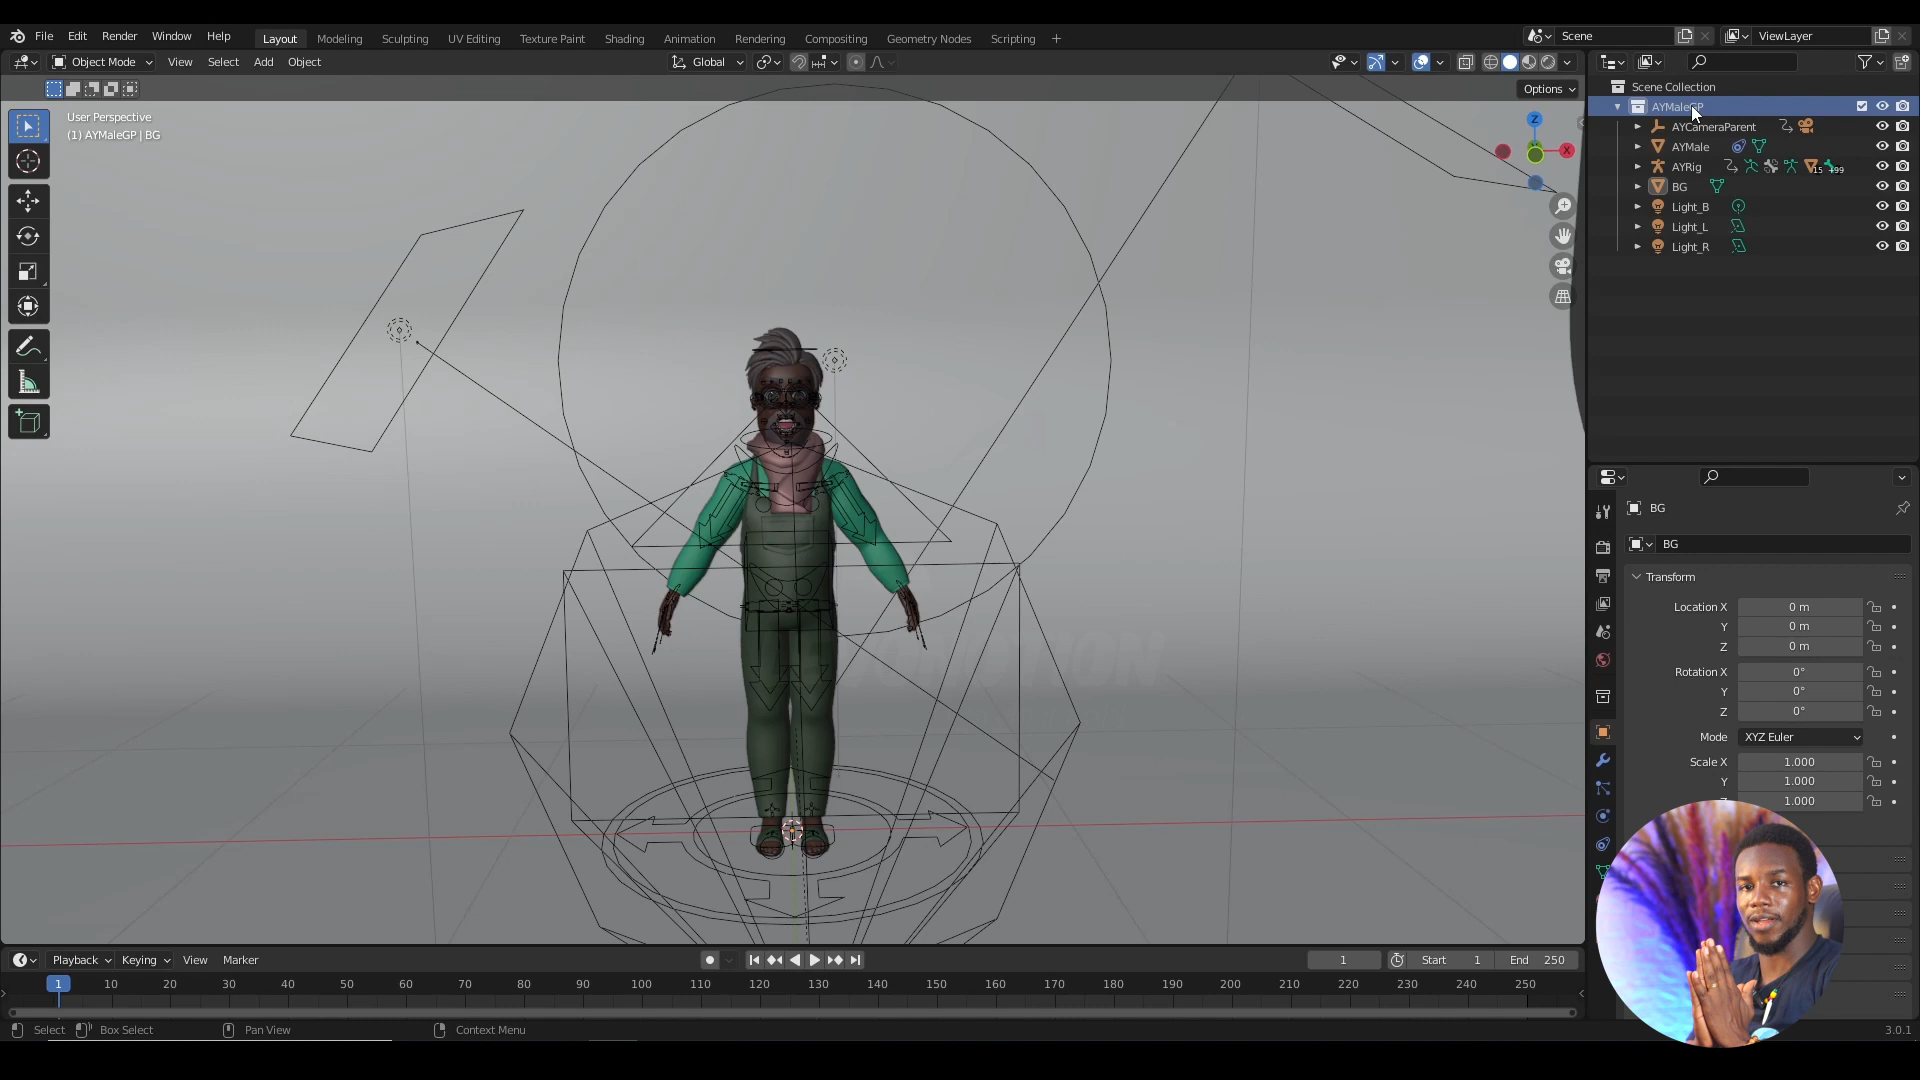 File Edit Render Window Help Layout Modeling Sculpting UV Editing Texture Paint Shading Animation Rendering Compositing Geometry Nodes Scripting + Scene ViewLayer
Object Mode View Select Add Object Global
Options
User Perspective
(1) AYMaleGP | BG
Z
X
Scene Collection
AYMaleGP
AYCameraParent
AYMale
AYRig 15 99
BG
Light_B
Light_L
Light_R
BG
BG
Transform
Location X 0 m
Y 0 m
Z 0 m
Rotation X 0°
Y 0°
Z 0°
Mode XYZ Euler
Scale X 1.000
Y 1.000
1.000
Playback Keying View Marker 1 Start 1 End 250
1 10 20 30 40 50 60 70 80 90 100 110 120 130 140 150 160 170 180 190 200 210 220 230 240 250
Select Box Select Pan View Context Menu 3.0.1